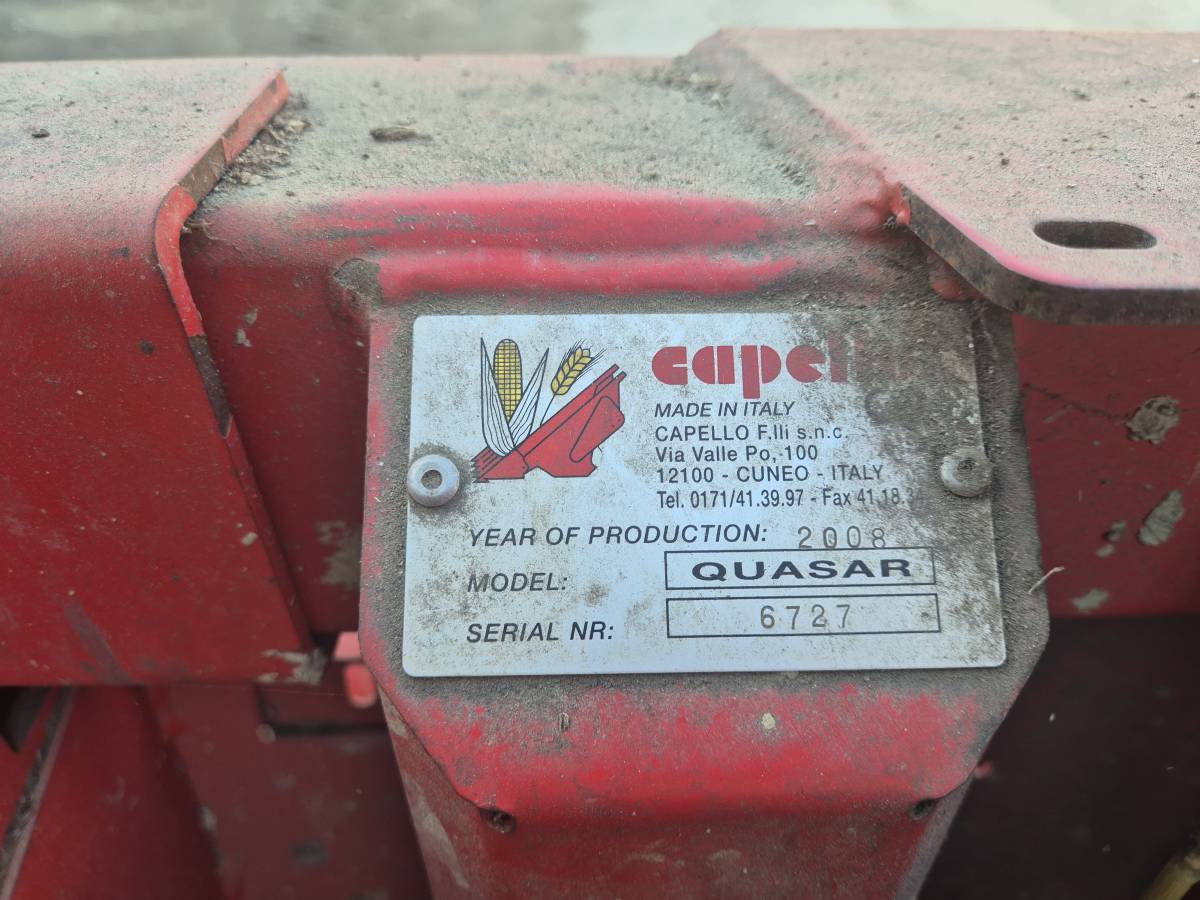 MADE IN ITALY
CAPELLO F.lli s.n.c.
Via Valle Po, 100
12100 - CUNEO - ITALY
Tel. 0171/41.39.97 - Fax 41.18.
YEAR OF PRODUCTION: 2008
MODEL: QUASAR
SERIAL NR: 6727